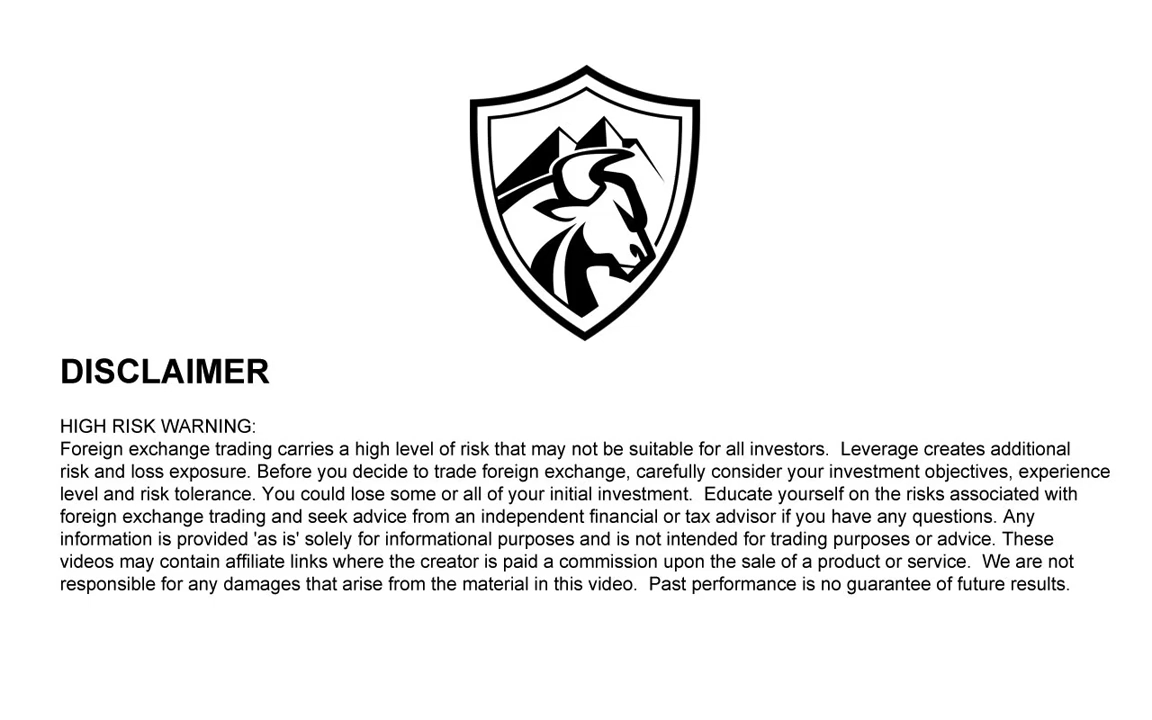 DISCLAIMER
HIGH RISK WARNING:
Foreign exchange trading carries a high level of risk that may not be suitable for all investors.  Leverage creates additional
risk and loss exposure. Before you decide to trade foreign exchange, carefully consider your investment objectives, experience
level and risk tolerance. You could lose some or all of your initial investment.  Educate yourself on the risks associated with
foreign exchange trading and seek advice from an independent financial or tax advisor if you have any questions. Any
information is provided 'as is' solely for informational purposes and is not intended for trading purposes or advice. These
videos may contain affiliate links where the creator is paid a commission upon the sale of a product or service.  We are not
responsible for any damages that arise from the material in this video.  Past performance is no guarantee of future results.